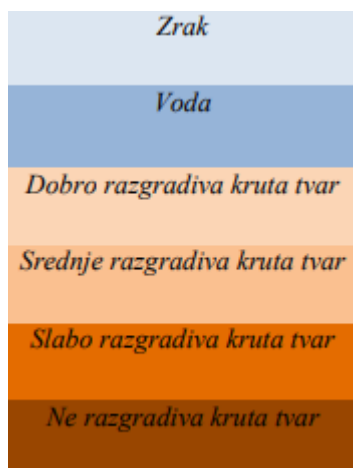 Zrak
Voda
Dobro razgradiva kruta tvar
Srednje razgradiva kruta tvar
Slabo razgradiva kruta tvar
Ne razgradiva kruta tvar